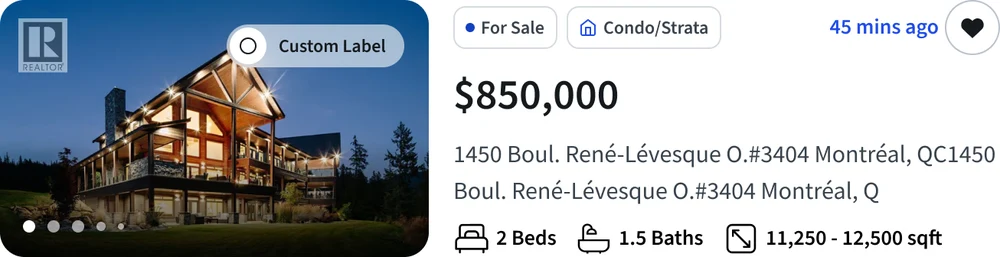 R
REALTOR
Custom Label
For Sale
Condo/Strata
45 mins ago
$850,000
1450 Boul. René-Lévesque O.#3404 Montréal, QC1450
Boul. René-Lévesque O.#3404 Montréal, Q
2 Beds
1.5 Baths
11,250 - 12,500 sqft